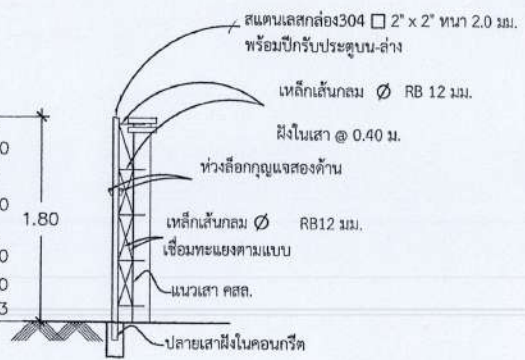 สแตนเลสกล่อง304 □ 2" x 2" หนา 2.0 มม.
พร้อมปีกรับประตูบน-ล่าง
เหล็กเส้นกลม Ø RB 12 มม.
ฝังในเสา @ 0.40 ม.
ห่วงล็อกกุญแจสองด้าน
1.80
เหล็กเส้นกลม Ø RB12 มม.
เชื่อมทะแยงตามแบบ
แนวเสา คสล.
ปลายเสาฝังในคอนกรีต